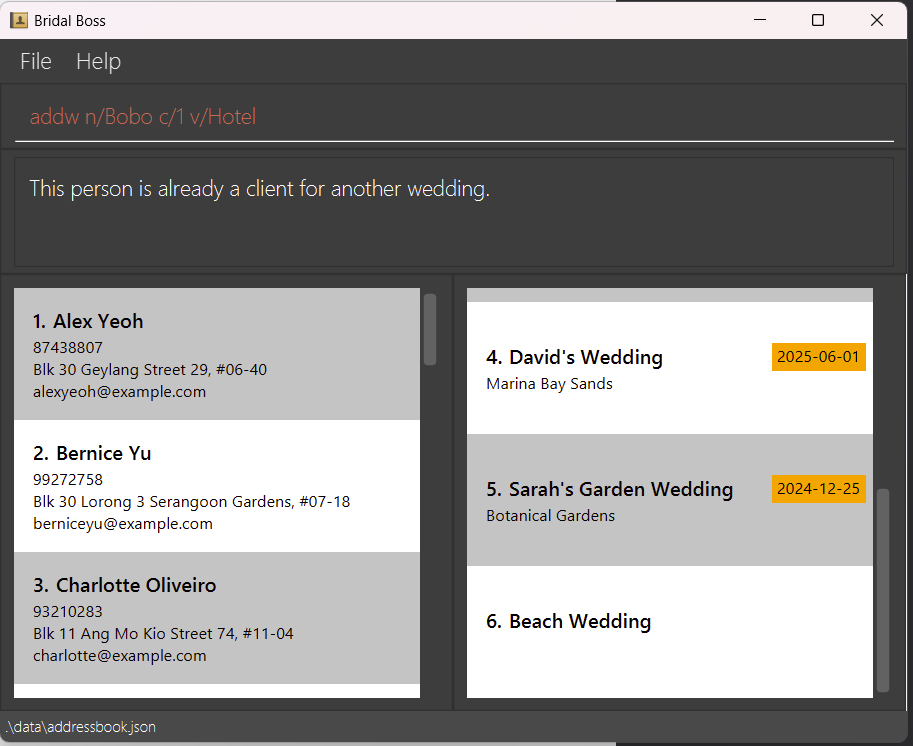 Bridal Boss
File Help
addw n/Bobo c/1 v/Hotel
This person is already a client for another wedding.
1. Alex Yeoh
87438807
Blk 30 Geylang Street 29, #06-40
alexyeoh@example.com
2. Bernice Yu
99272758
Blk 30 Lorong 3 Serangoon Gardens, #07-18
berniceyu@example.com
3. Charlotte Oliveiro
93210283
Blk 11 Ang Mo Kio Street 74, #11-04
charlotte@example.com
4. David's Wedding 2025-06-01
Marina Bay Sands
5. Sarah's Garden Wedding 2024-12-25
Botanical Gardens
6. Beach Wedding
.\data\addressbook.json